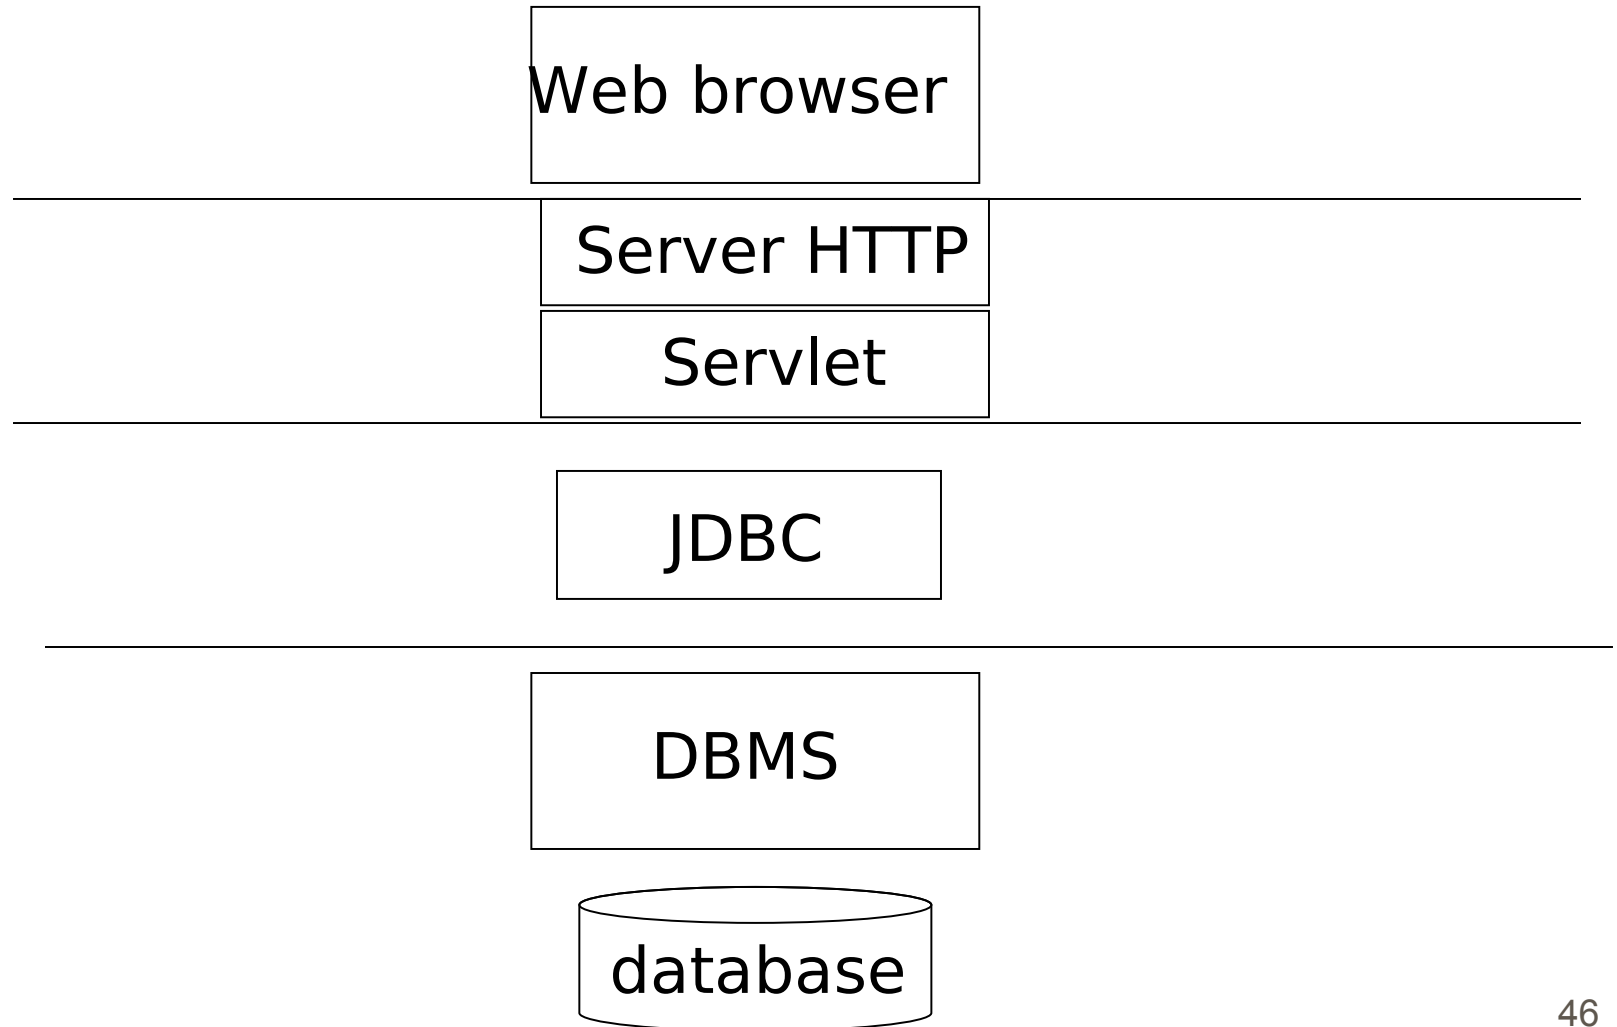 Web browser
Server HTTP
Servlet
JDBC
DBMS
database
46